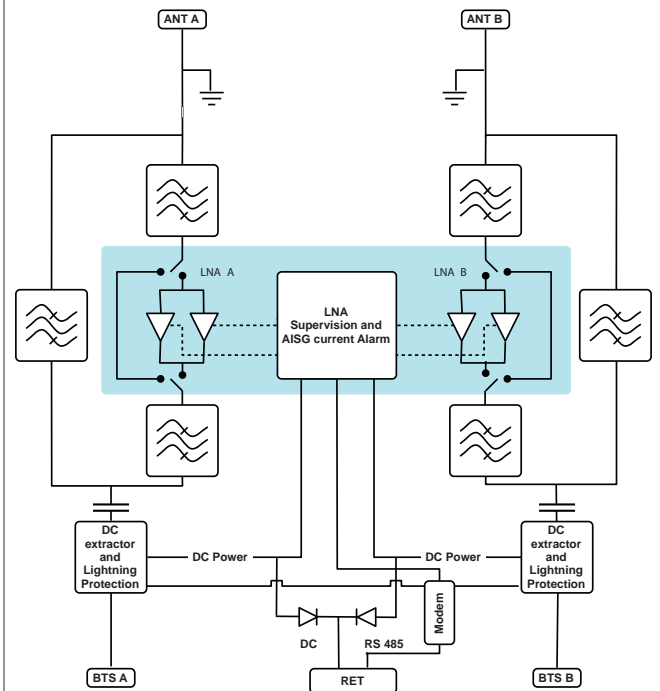 ANT A
ANT B
LNA A
LNA B
LNA
Supervision and
AISG current Alarm
DC
extractor
and
Lightning
Protection
DC Power
DC Power
DC
extractor
and
Lightning
Protection
Modem
DC
RS 485
BTS A
RET
BTS B